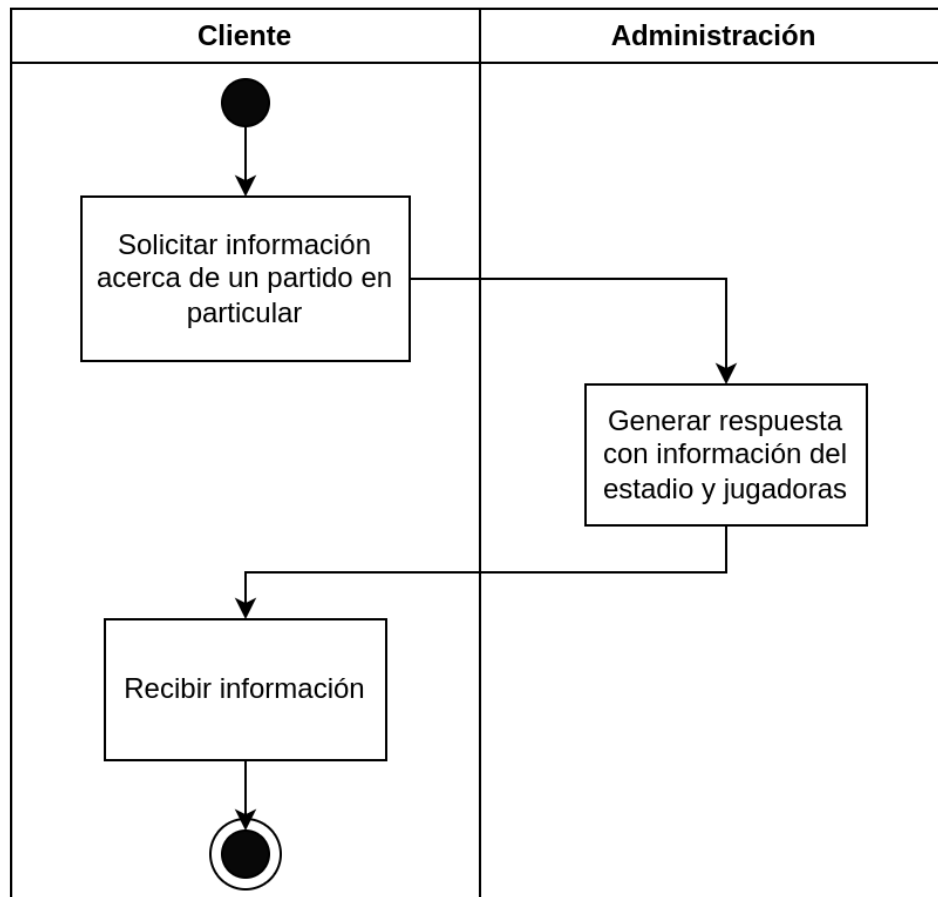 Cliente
Administración
Solicitar información
acerca de un partido en
particular
Generar respuesta
con información del
estadio y jugadoras
Recibir información